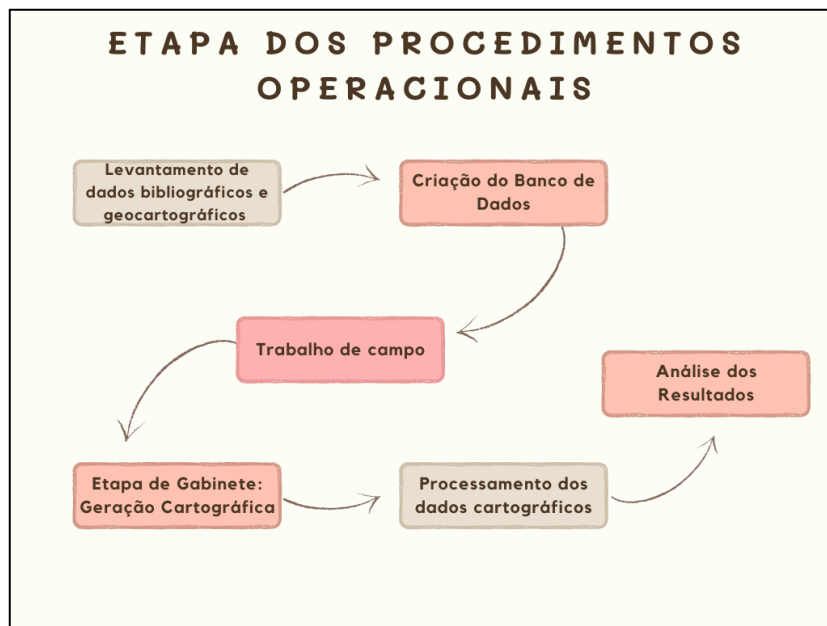 ETAPA DOS PROCEDIMENTOS
OPERACIONAIS
Levantamento de
dados bibliográficos e
geocartográficos
Criação do Banco de
Dados
Trabalho de campo
Etapa de Gabinete:
Geração Cartográfica
Processamento dos
dados cartográficos
Análise dos
Resultados